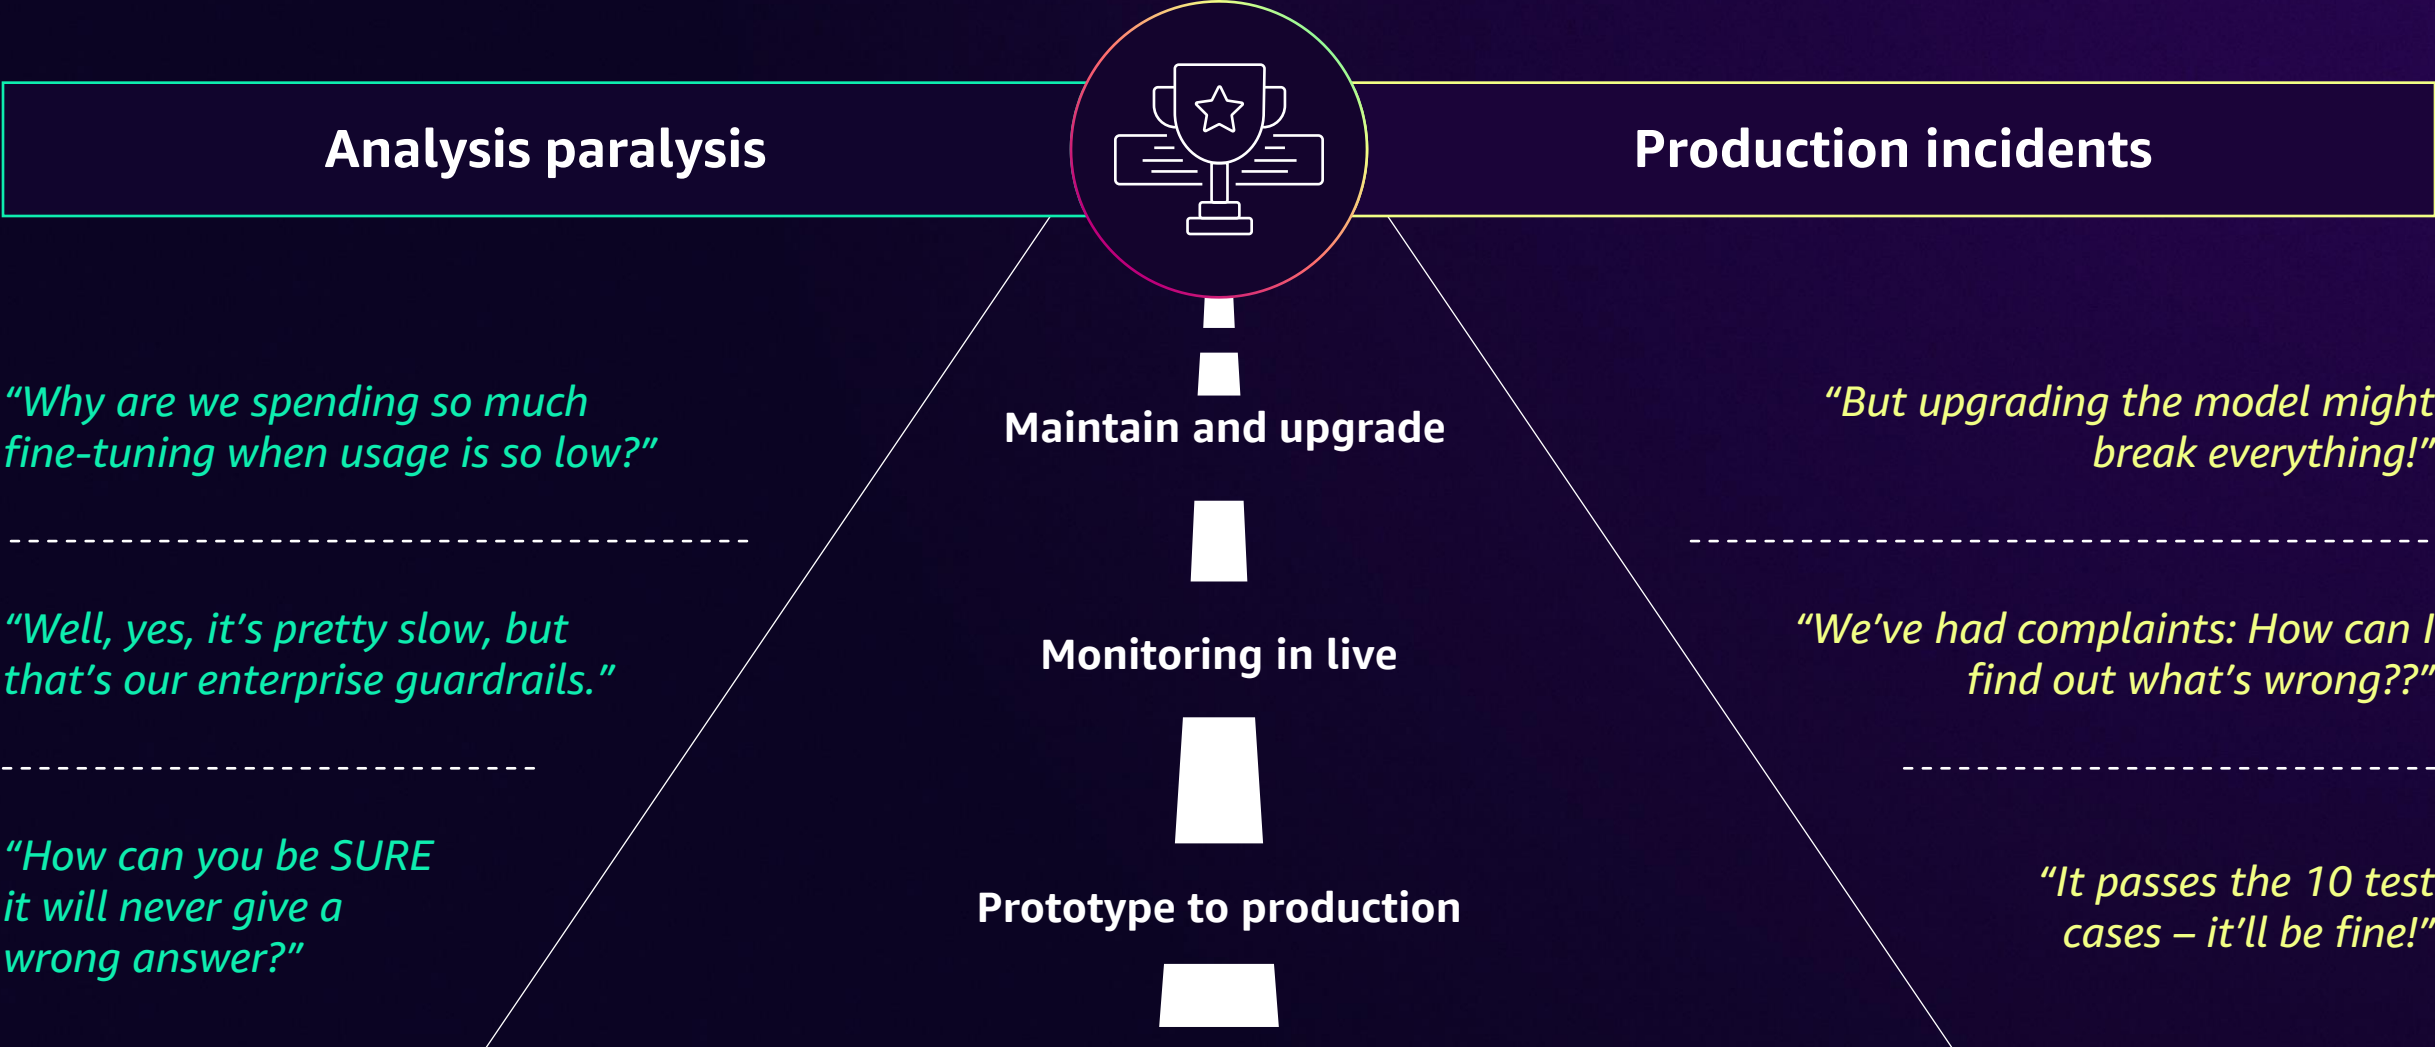 Analysis paralysis
Production incidents
“Why are we spending so much
fine-tuning when usage is so low?”
Maintain and upgrade
“But upgrading the model might
break everything!”
“Well, yes, it’s pretty slow, but
that’s our enterprise guardrails.”
Monitoring in live
“We’ve had complaints: How can I
find out what’s wrong??”
“How can you be SURE
it will never give a
wrong answer?”
Prototype to production
“It passes the 10 test
cases – it’ll be fine!”